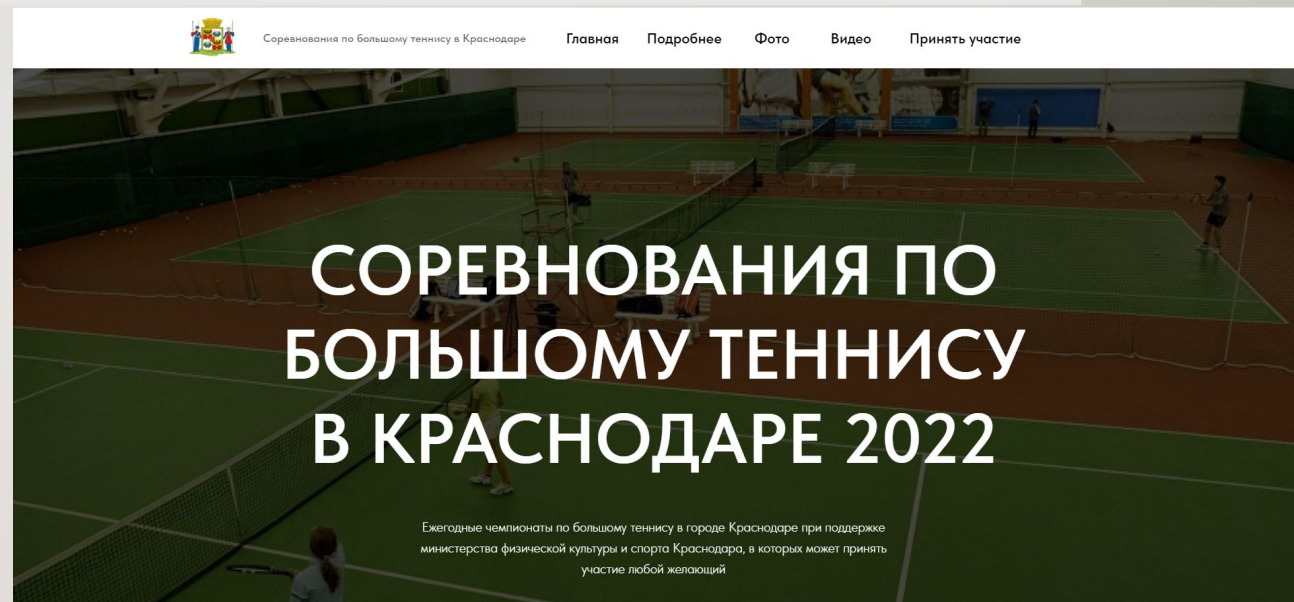 Соревнования по большому теннису в Краснодаре
Главная
Подробнее
Фото
Видео
Принять участие
СОРЕВНОВАНИЯ ПО
БОЛЬШОМУ ТЕННИСУ
В КРАСНОДАРЕ 2022
Ежегодные чемпионаты по большому теннису в городе Краснодаре при поддержке
министерства физической культуры и спорта Краснодара, в которых может принять
участие любой желающий